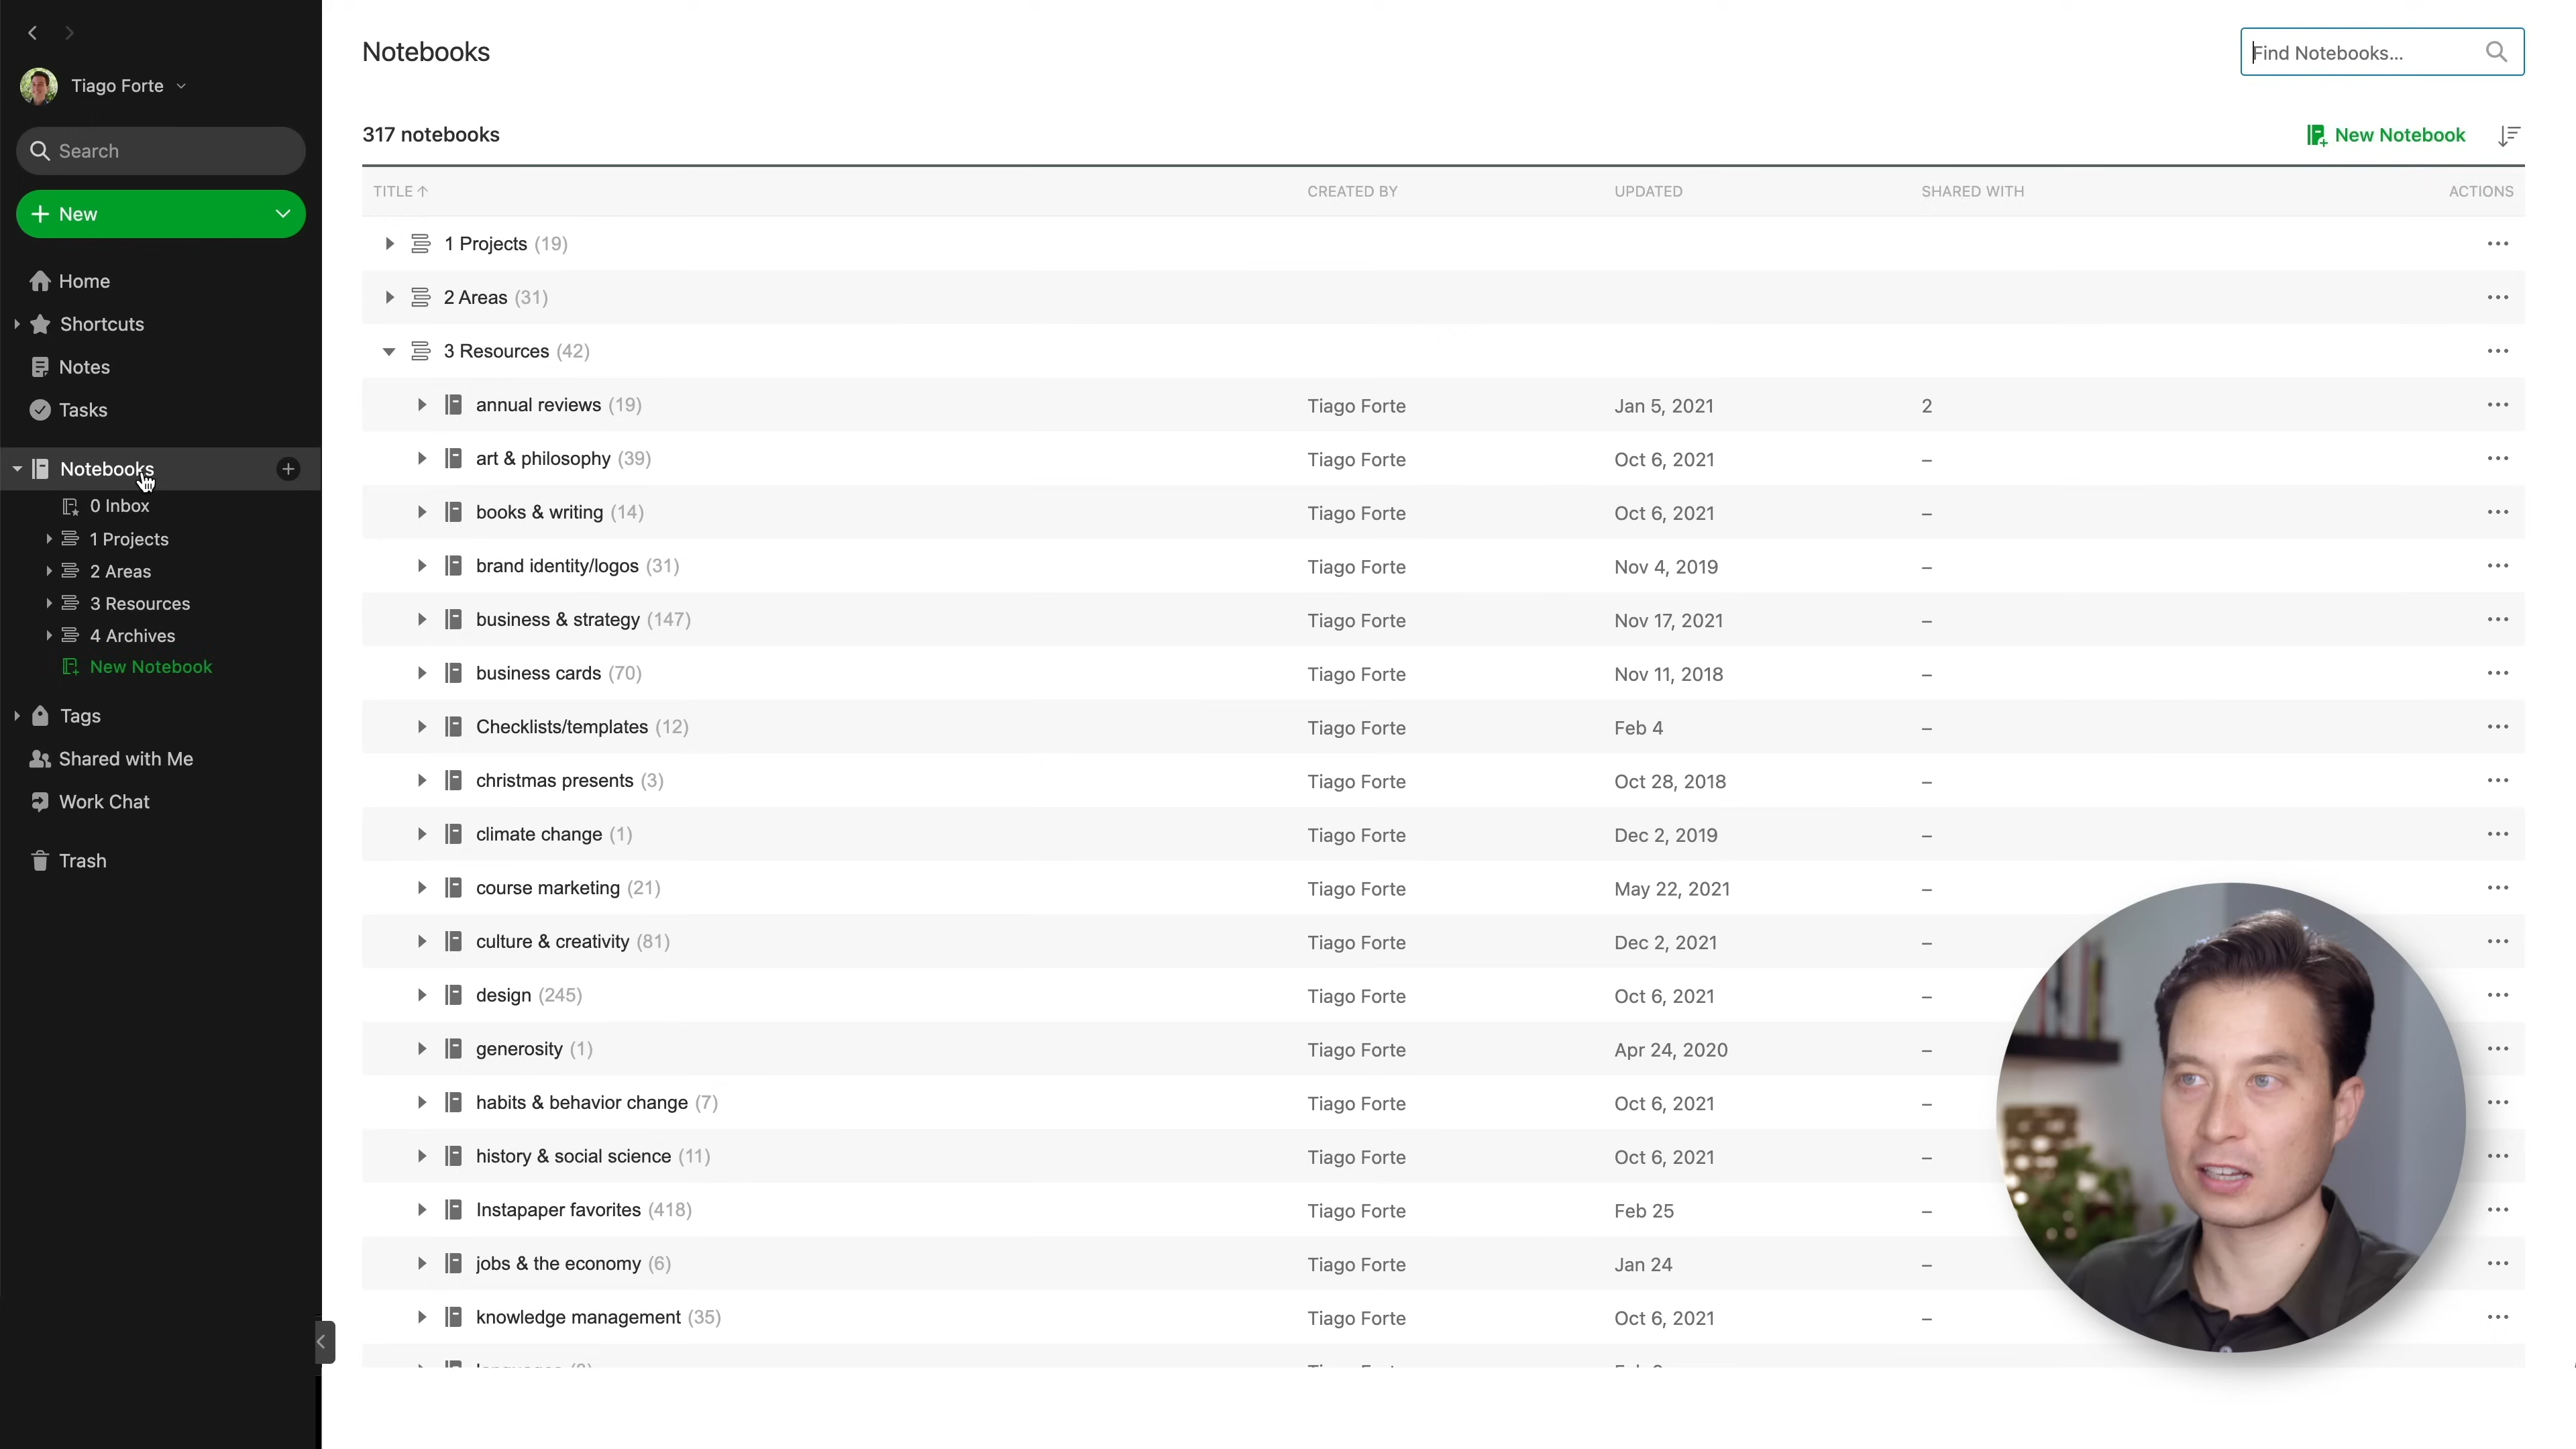 Tiago Forte
Search
New
Home
Shortcuts
Notes
Tasks
Notebooks
0 Inbox
1 Projects
2 Areas
3 Resources
4 Archives
New Notebook
Tags
Shared with Me
Work Chat
Trash
Notebooks
Find Notebooks...
317 notebooks
New Notebook
TITLE CREATED BY UPDATED SHARED WITH ACTIONS
1 Projects (19)
2 Areas (31)
3 Resources (42)
annual reviews (19) Tiago Forte Jan 5, 2021 2
art & philosophy (39) Tiago Forte Oct 6, 2021 –
books & writing (14) Tiago Forte Oct 6, 2021 –
brand identity/logos (31) Tiago Forte Nov 4, 2019 –
business & strategy (147) Tiago Forte Nov 17, 2021 –
business cards (70) Tiago Forte Nov 11, 2018 –
Checklists/templates (12) Tiago Forte Feb 4 –
christmas presents (3) Tiago Forte Oct 28, 2018 –
climate change (1) Tiago Forte Dec 2, 2019 –
course marketing (21) Tiago Forte May 22, 2021 –
culture & creativity (81) Tiago Forte Dec 2, 2021 –
design (245) Tiago Forte Oct 6, 2021 –
generosity (1) Tiago Forte Apr 24, 2020 –
habits & behavior change (7) Tiago Forte Oct 6, 2021 –
history & social science (11) Tiago Forte Oct 6, 2021 –
Instapaper favorites (418) Tiago Forte Feb 25 –
jobs & the economy (6) Tiago Forte Jan 24 –
knowledge management (35) Tiago Forte Oct 6, 2021 –